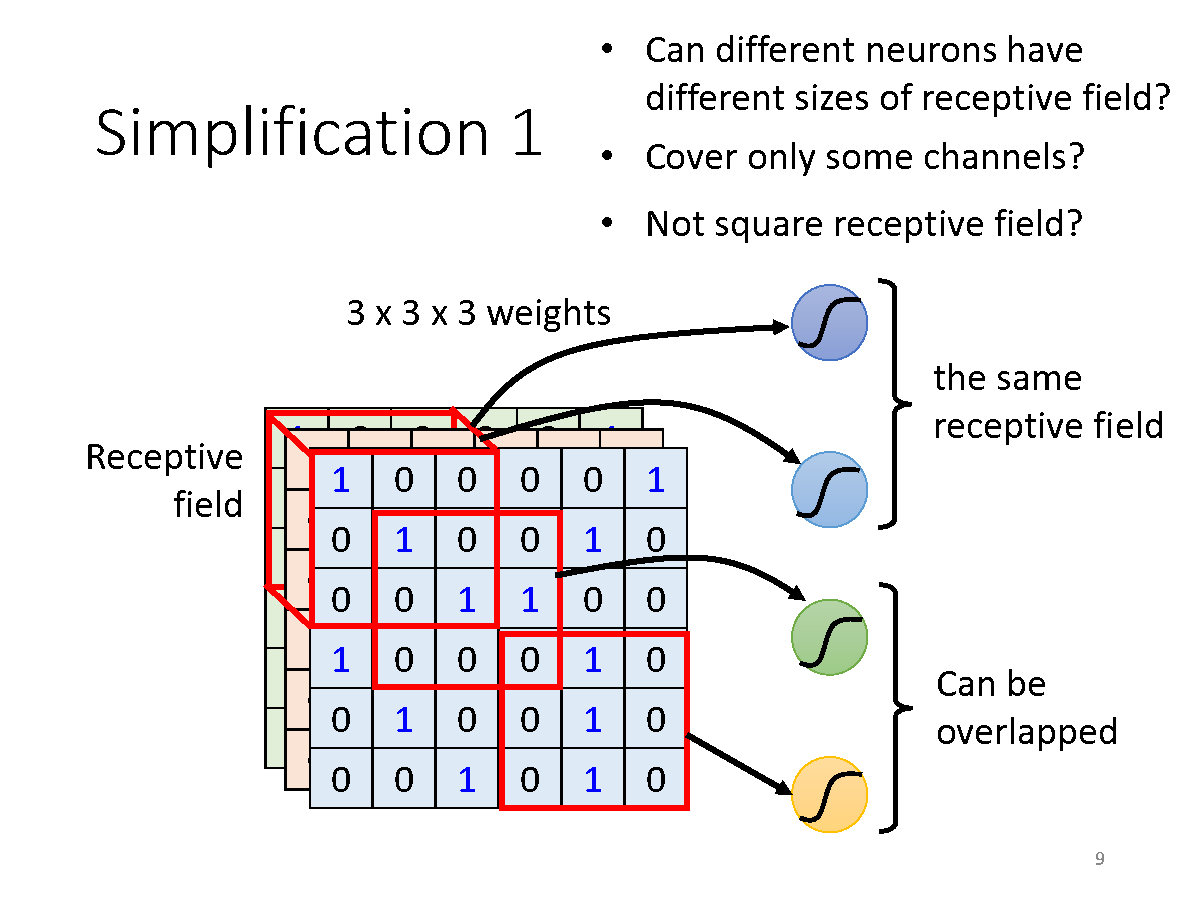 Simplification 1
• Can different neurons have
different sizes of receptive field?
• Cover only some channels?
• Not square receptive field?
3 x 3 x 3 weights
the same
receptive field
Receptive
field
1 0 0 0 0 1
0 1 0 0 1 0
0 0 1 1 0 0
1 0 0 0 1 0
0 1 0 0 1 0
0 0 1 0 1 0
Can be
overlapped
9